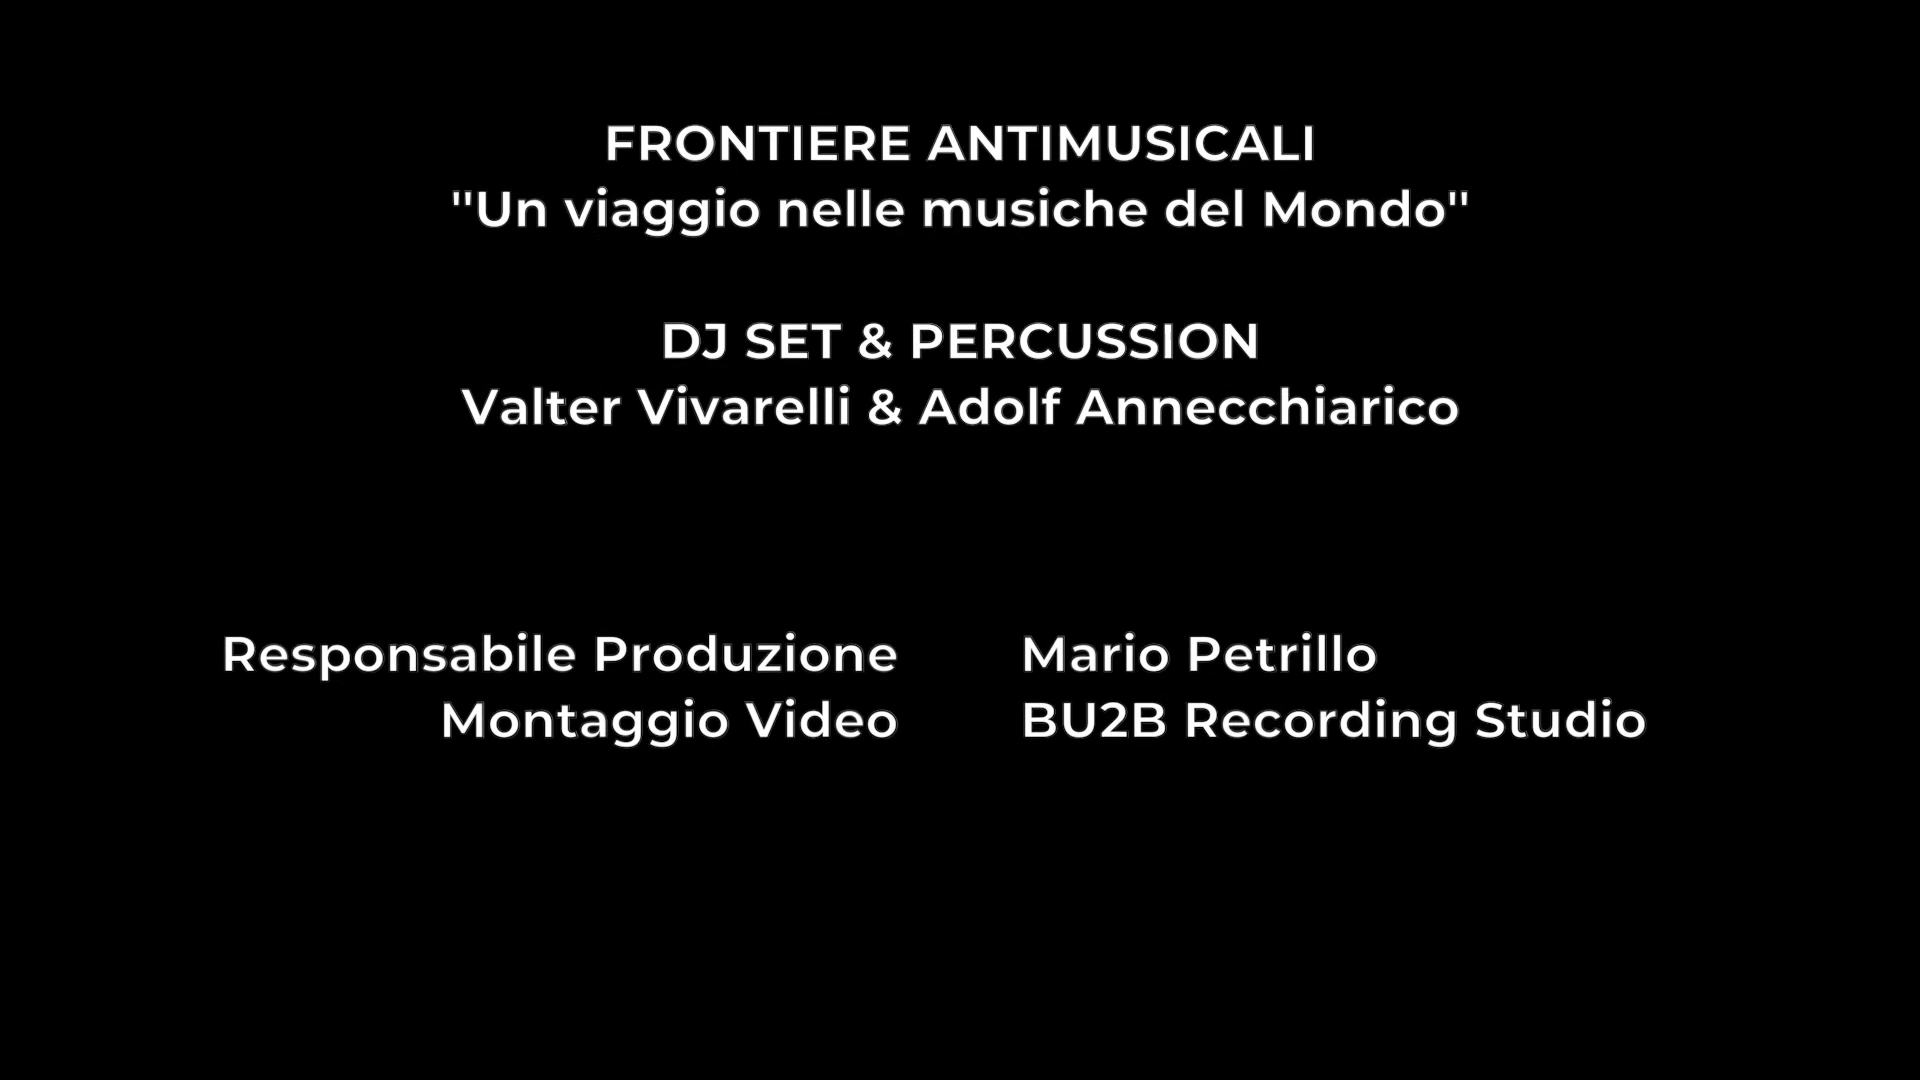 FRONTIERE ANTIMUSICALI
"Un viaggio nelle musiche del Mondo"
DJ SET & PERCUSSION
Valter Vivarelli & Adolf Annecchiarico
Responsabile Produzione Mario Petrillo
Montaggio Video BU2B Recording Studio